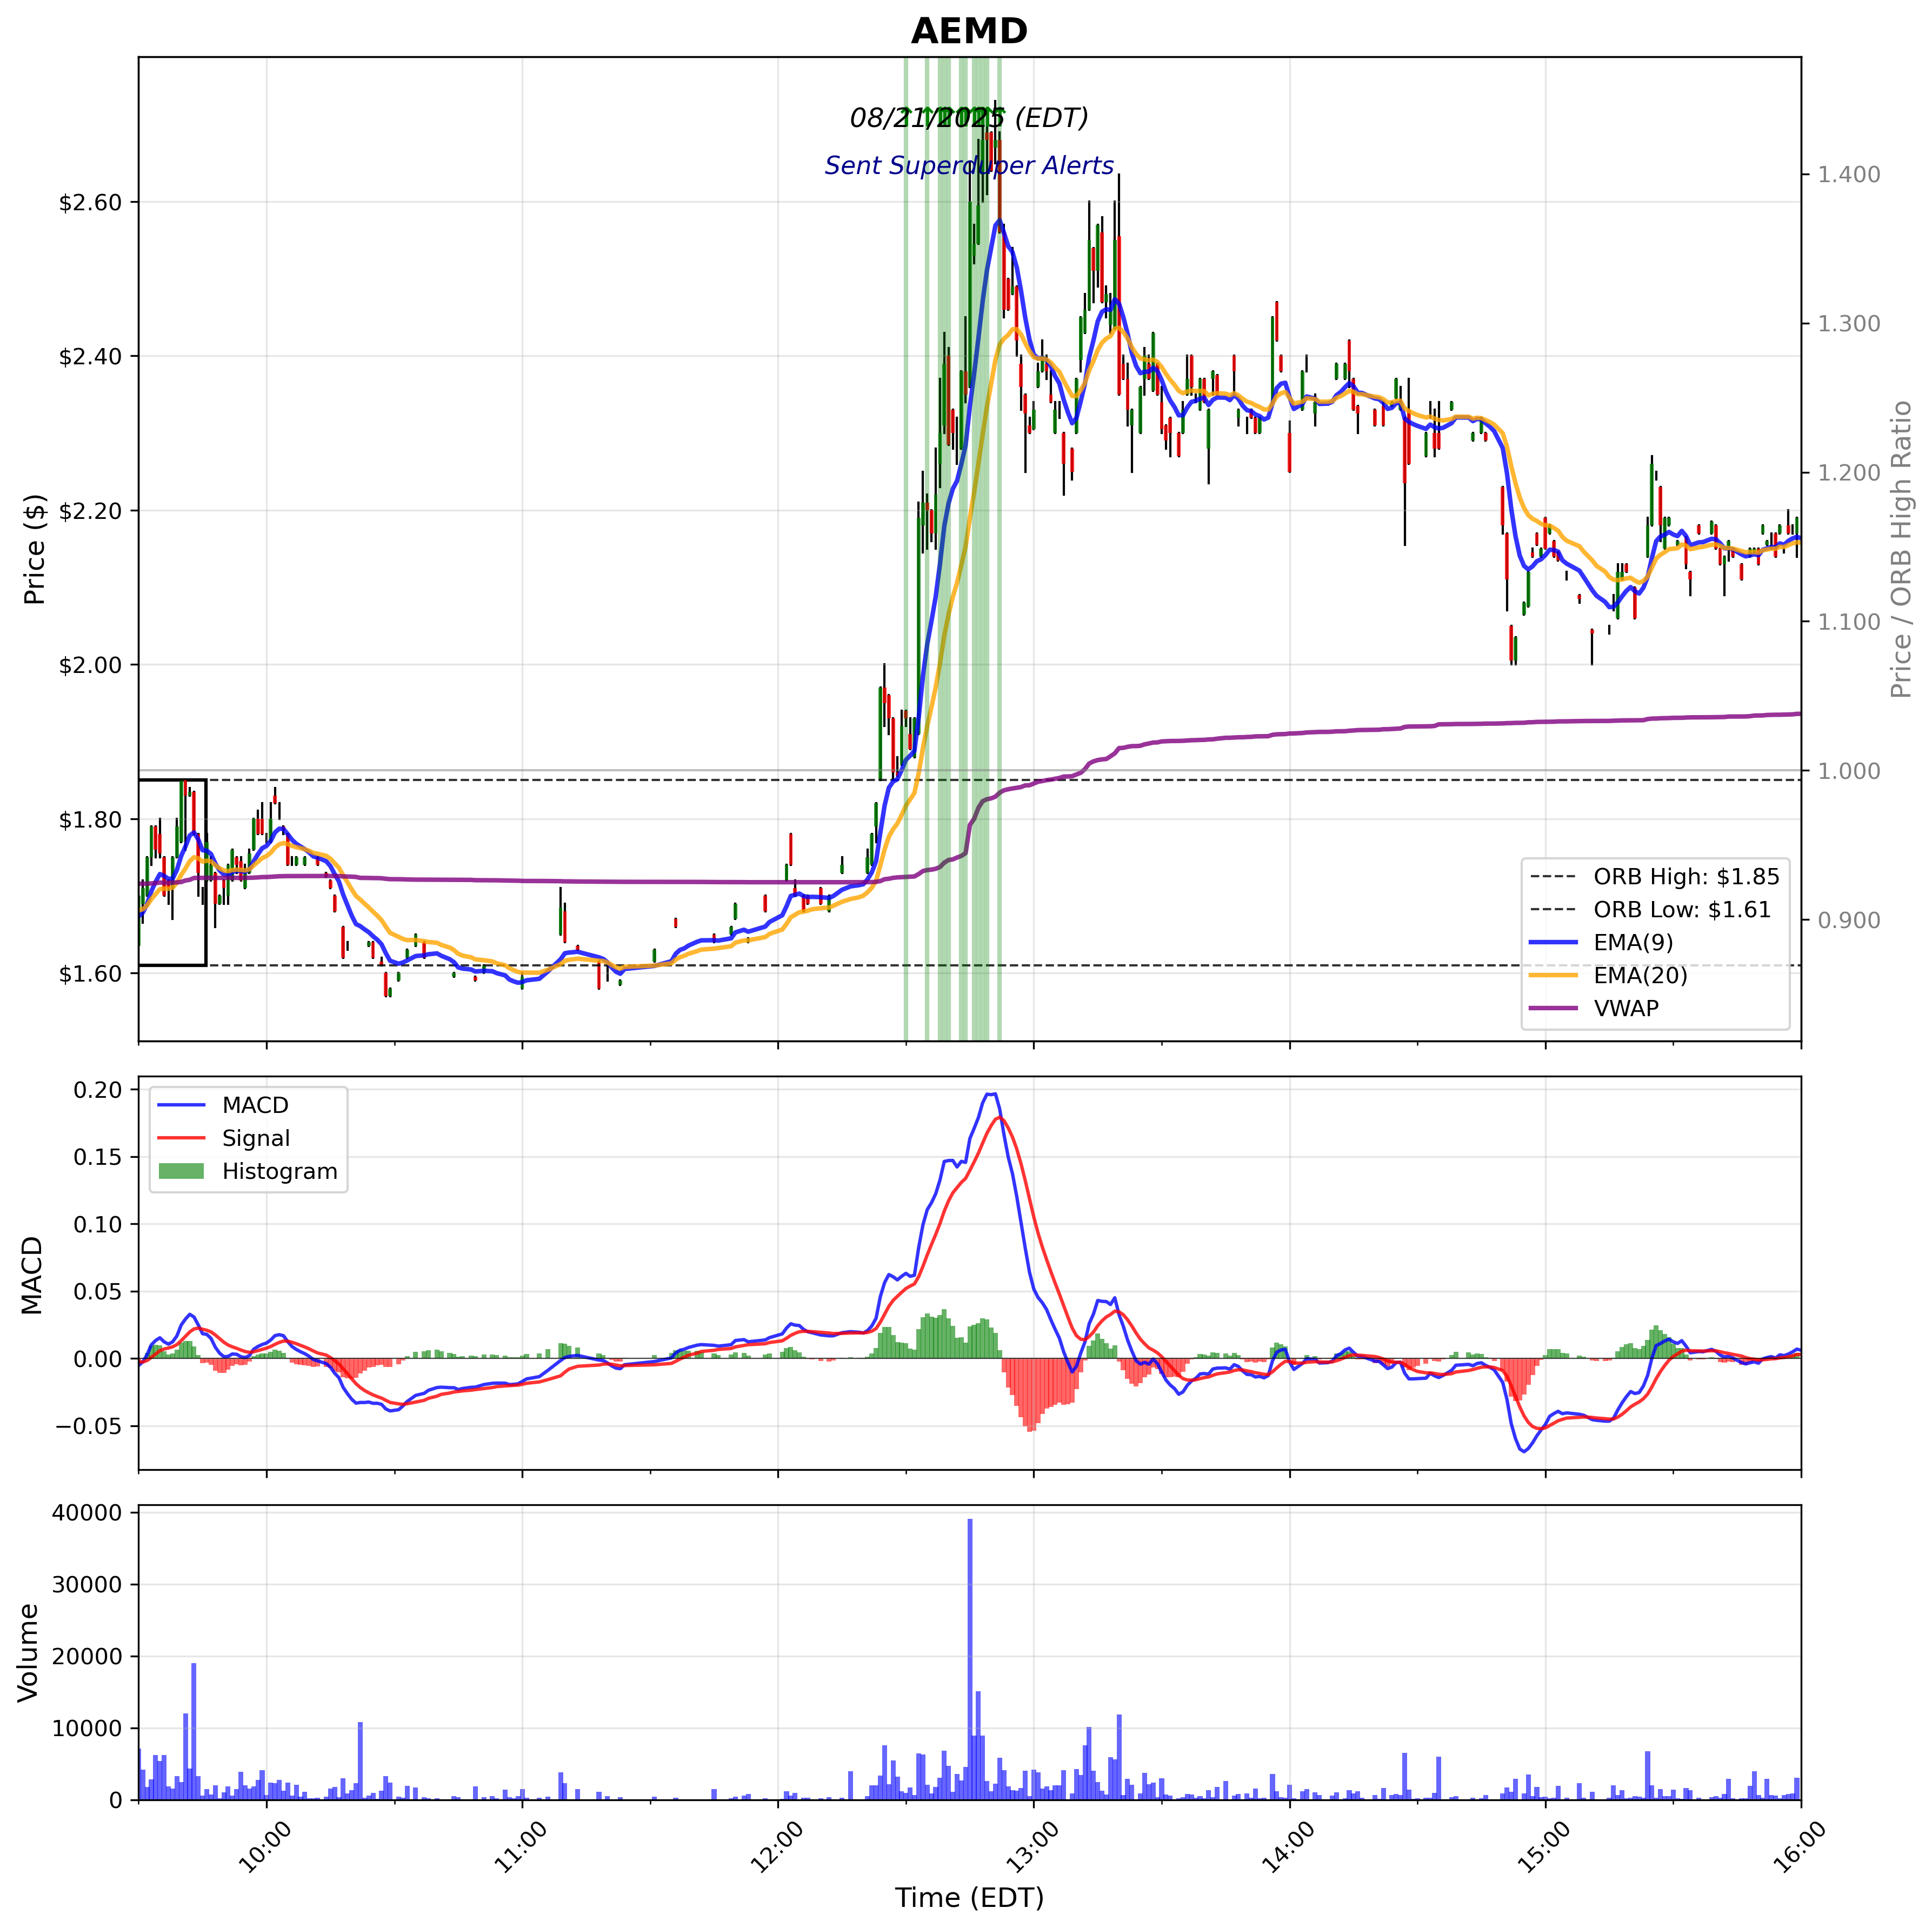 AEMD
08/21/2025 (EDT)
Sent Superduper Alerts
Price ($)
$2.60
$2.40
$2.20
$2.00
$1.80
$1.60
1.400
1.300
1.200
1.100
1.000
0.900
Price / ORB High Ratio
ORB High: $1.85
ORB Low: $1.61
EMA(9)
EMA(20)
VWAP
MACD
0.20
0.15
0.10
0.05
0.00
−0.05
MACD
Signal
Histogram
Volume
40000
30000
20000
10000
0
10:00
11:00
12:00
13:00
14:00
15:00
16:00
Time (EDT)